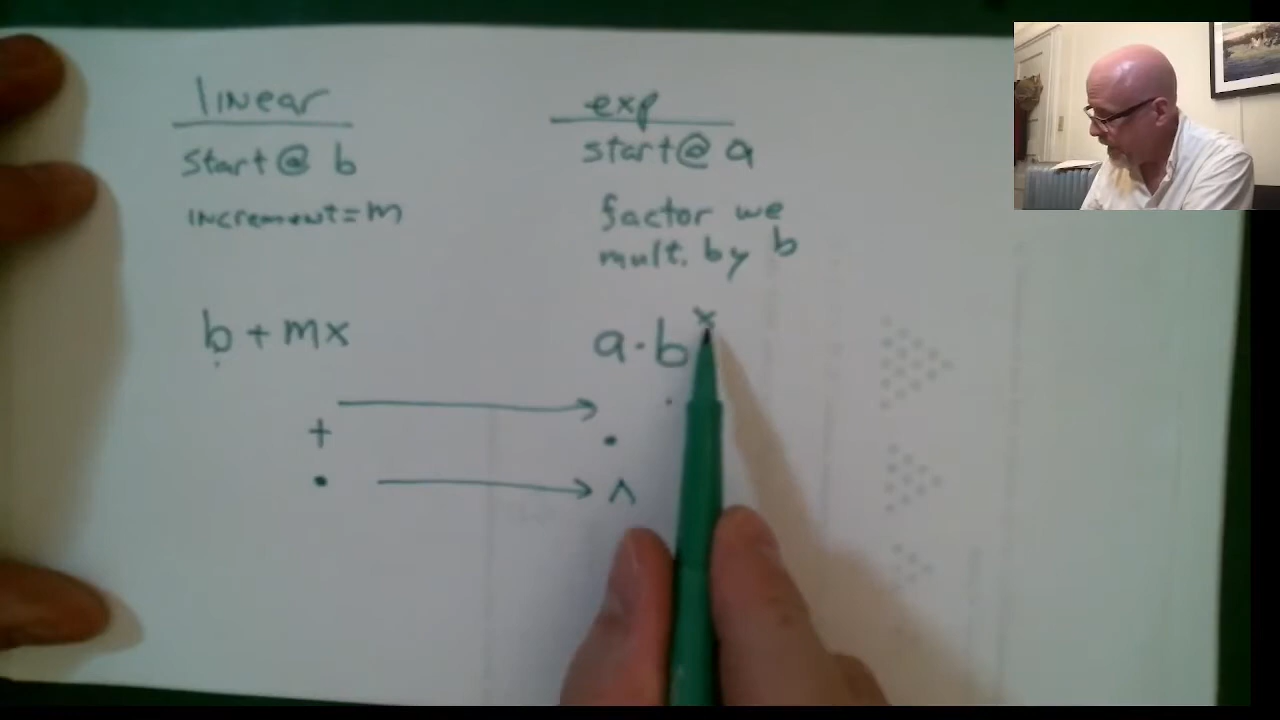 linear
start@ b
increment=m
b + mx
+
•
exp
start@ a
factor we
mult. by b
a · b^x
•
^